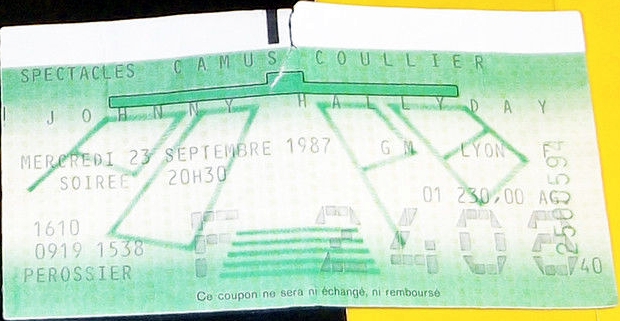 SPECTACLES CAMUS COULLIER
JOHNNY HALLYDAY
MERCREDI 23 SEPTEMBRE 1987 G M LYON
SOIREE 20H30
01 230,00 AG
1610
0919 1538
PEROSSIER
Ce coupon ne sera ni échangé, ni remboursé
40